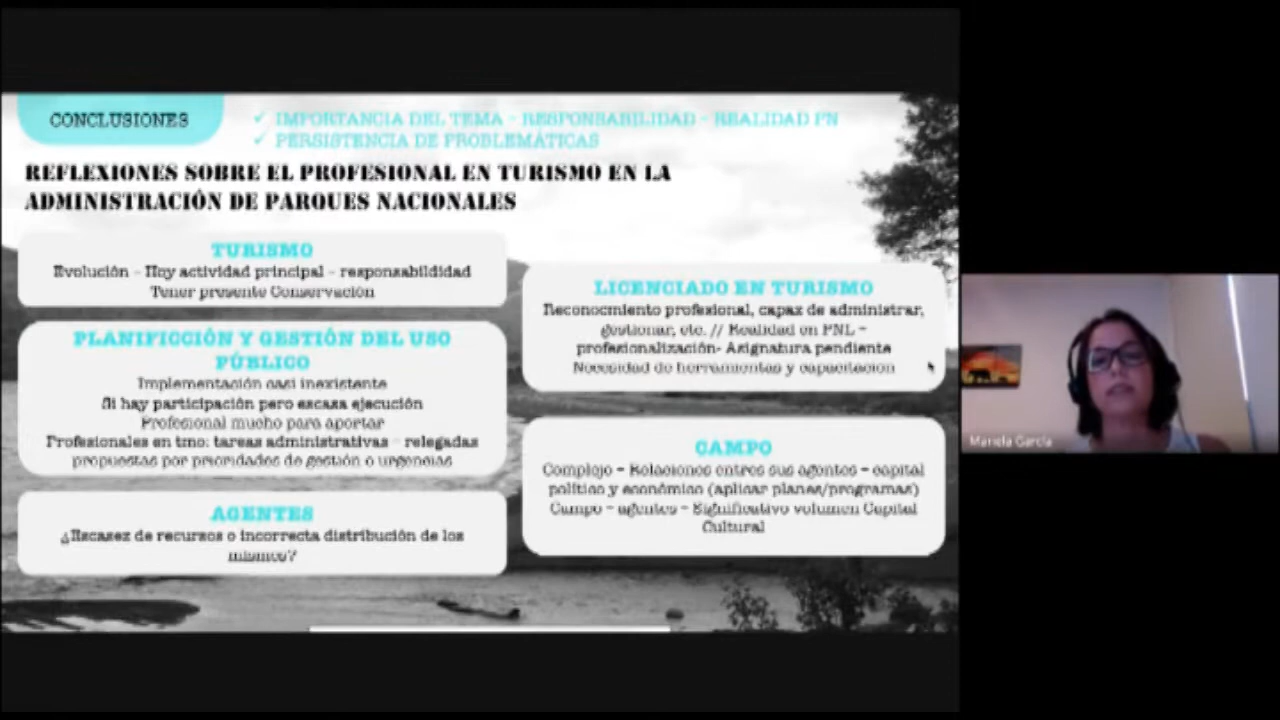 CONCLUSIONES
✓ IMPORTANCIA DEL TEMA - RESPONSABILIDAD - REALIDAD PN
✓ PERSISTENCIA DE PROBLEMÁTICAS
REFLEXIONES SOBRE EL PROFESIONAL EN TURISMO EN LA
ADMINISTRACIÓN DE PARQUES NACIONALES
TURISMO
Evolución - Hoy actividad principal - responsabildidad
Tener presente Conservación
PLANIFICCIÓN Y GESTIÓN DEL USO
PÚBLICO
Implementación casi inexistente
Si hay participación pero escasa ejecución
Profesional mucho para aportar
Profesionales en tmo: tareas administrativas - relegadas
propuestas por prioridades de gestión o urgencias
AGENTES
¿Escasez de recursos o incorrecta distribución de los
mismos?
LICENCIADO EN TURISMO
Reconocmiento profesional, capaz de administrar,
gestionar, etc. // Realidad en PNL -
profesionalización- Asignatura pendiente
Necesidad de herramientas y capacitacion
CAMPO
Complejo - Relaciones entres sus agentes - capital
político y económico (aplicar planes/programas)
Campo - agentes - Significativo volumen Capital
Cultural
Mariela García